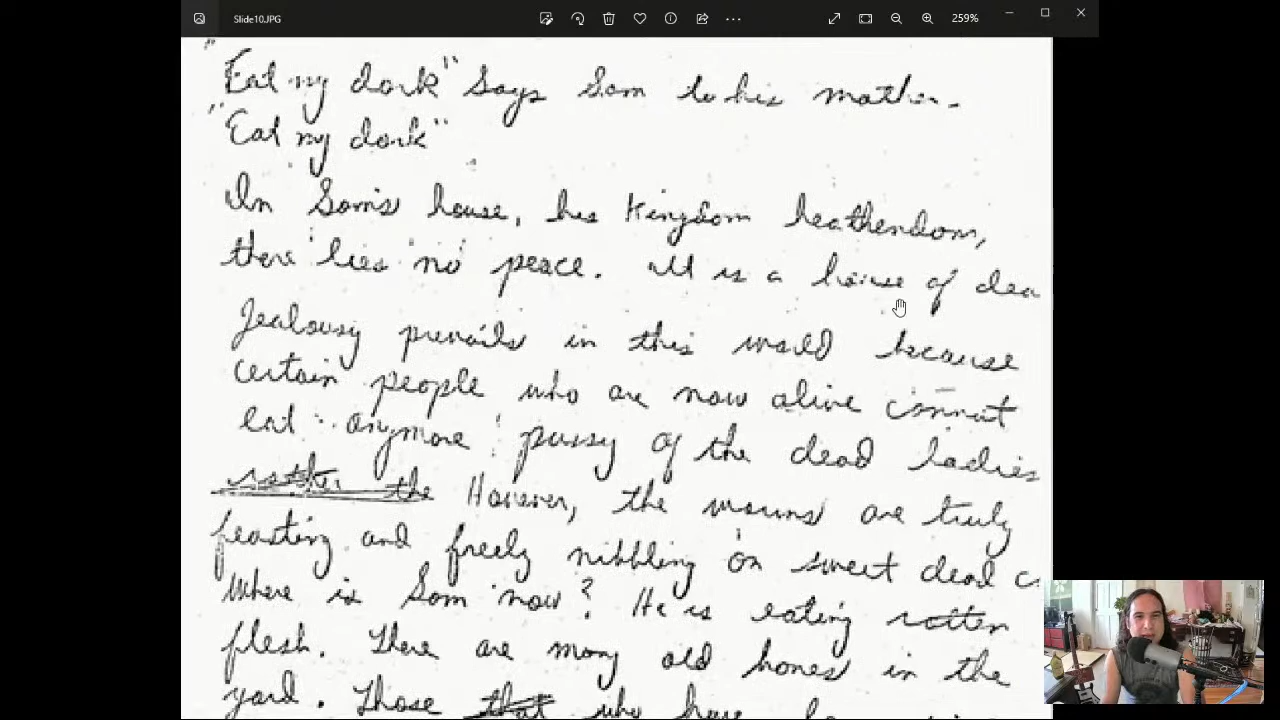 Slide10.JPG
259%
"Eat my dork" says Sam to his mother.
"Eat my dork"
In Sam's house, his Kingdom heathendom,
there lies no peace. All is a house of dea
Jealousy prevails in this world because
certain people who are now alive cannot
eat anymore pussy of the dead ladies
rather the However, the worms are truly
feasting and freely nibbling on sweet dead c
Where is Sam now? He is eating rotten
flesh. There are many old bones in the
yard. Those that who have